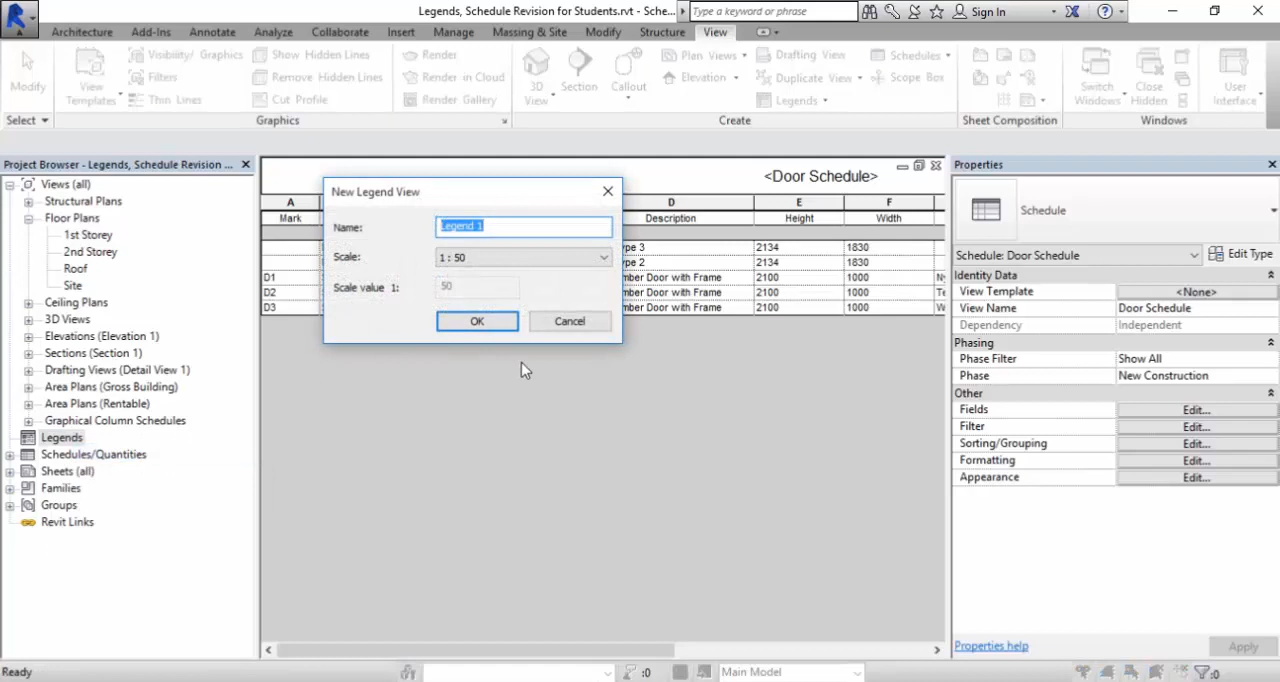 Legends, Schedule Revision for Students.rvt - Sche...
Type a keyword or phrase
Sign In
Architecture Add-Ins Annotate Analyze Collaborate Insert Manage Massing & Site Modify Structure View
Modify
View Templates
Visibility/ Graphics
Filters
Thin Lines
Show Hidden Lines
Remove Hidden Lines
Cut Profile
Render
Render in Cloud
Render Gallery
3D View
Section
Callout
Plan Views
Elevation
Drafting View
Duplicate View
Legends
Schedules
Scope Box
Switch Windows
Close Hidden
User Interface
Select
Graphics
Create
Sheet Composition
Windows
Project Browser - Legends, Schedule Revision ...
Views (all)
Structural Plans
Floor Plans
1st Storey
2nd Storey
Roof
Site
Ceiling Plans
3D Views
Elevations (Elevation 1)
Sections (Section 1)
Drafting Views (Detail View 1)
Area Plans (Gross Building)
Area Plans (Rentable)
Graphical Column Schedules
Legends
Schedules/Quantities
Sheets (all)
Families
Groups
Revit Links
<Door Schedule>
A D E F
Mark Description Height Width
ype 3 2134 1830
ype 2 2134 1830
D1 mber Door with Frame 2100 1000 Ny
D2 mber Door with Frame 2100 1000 Te
D3 mber Door with Frame 2100 1000 W
New Legend View
Name: Legend 1
Scale: 1 : 50
Scale value 1: 50
OK Cancel
Properties
Schedule
Schedule: Door Schedule Edit Type
Identity Data
View Template <None>
View Name Door Schedule
Dependency Independent
Phasing
Phase Filter Show All
Phase New Construction
Other
Fields Edit...
Filter Edit...
Sorting/Grouping Edit...
Formatting Edit...
Appearance Edit...
Properties help Apply
Ready
:0
Main Model
:0